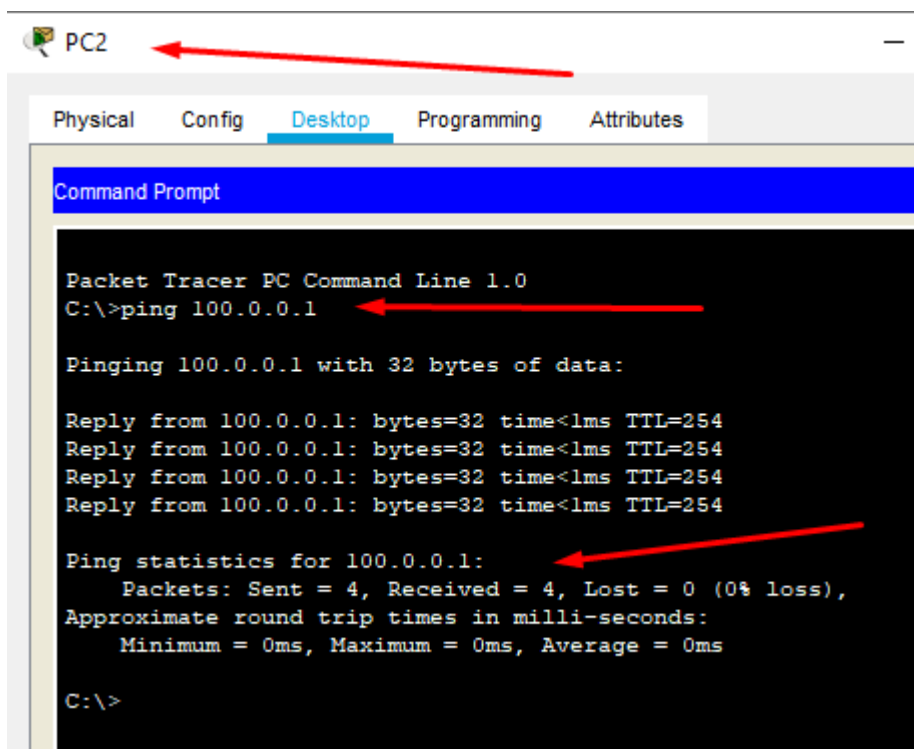 PC2
Physical Config Desktop Programming Attributes
Command Prompt
Packet Tracer PC Command Line 1.0
C:\>ping 100.0.0.1
Pinging 100.0.0.1 with 32 bytes of data:
Reply from 100.0.0.1: bytes=32 time<1ms TTL=254
Reply from 100.0.0.1: bytes=32 time<1ms TTL=254
Reply from 100.0.0.1: bytes=32 time<1ms TTL=254
Reply from 100.0.0.1: bytes=32 time<1ms TTL=254
Ping statistics for 100.0.0.1:
Packets: Sent = 4, Received = 4, Lost = 0 (0% loss),
Approximate round trip times in milli-seconds:
Minimum = 0ms, Maximum = 0ms, Average = 0ms
C:\>